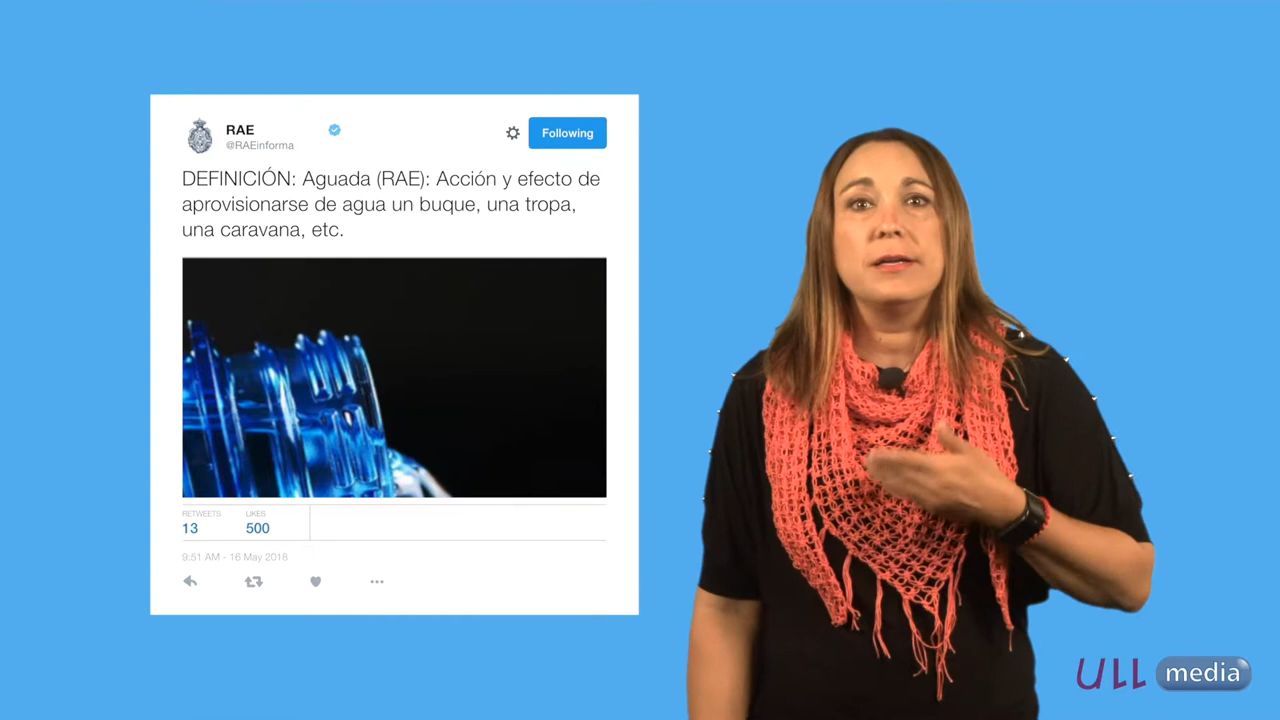 RAE
@RAEinforma
Following
DEFINICIÓN: Aguada (RAE): Acción y efecto de
aprovisionarse de agua un buque, una tropa,
una caravana, etc.
RETWEETS LIKES
13 500
9:51 AM - 16 May 2018
ULL media